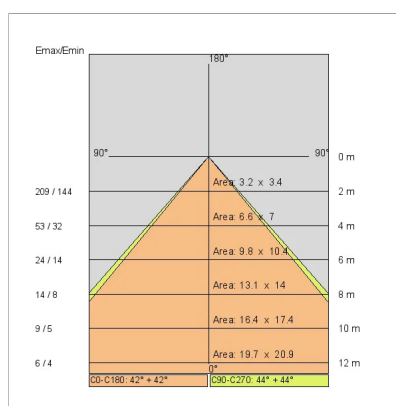 Emax/Emin
180°
90°
90°
0 m
Area: 3.2 x 3.4
209 / 144
2 m
Area: 6.6 x 7
53 / 32
4 m
Area: 9.8 x 10.4
24 / 14
6 m
Area: 13.1 x 14
14 / 8
8 m
Area: 16.4 x 17.4
9 / 5
10 m
Area: 19.7 x 20.9
6 / 4
12 m
0°
C0-C180: 42° + 42°
C90-C270: 44° + 44°